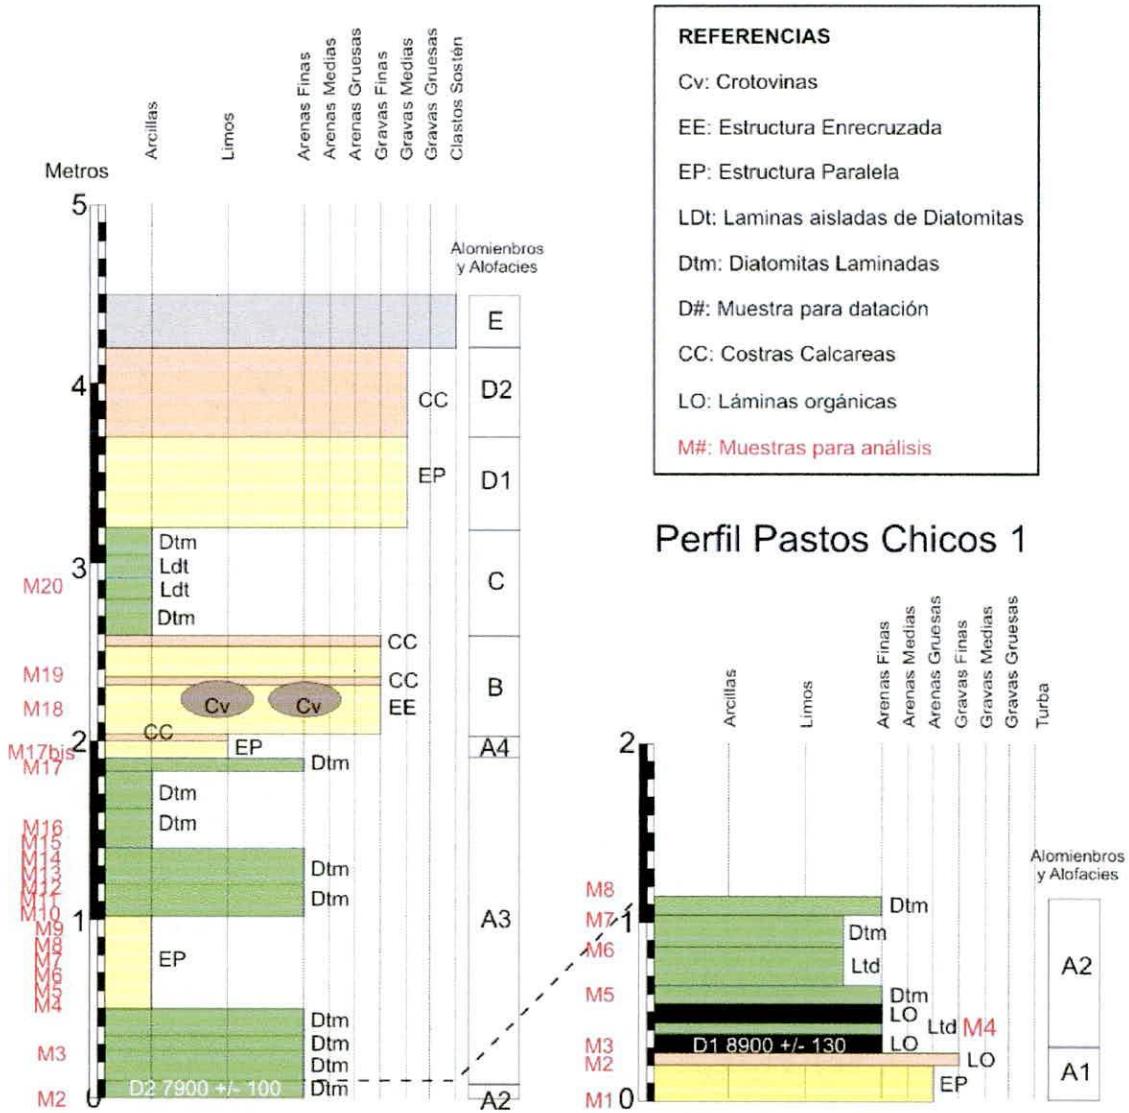 Metros
Arcillas
Limos
Arenas Finas
Arenas Medias
Arenas Gruesas
Gravas Finas
Gravas Medias
Gravas Gruesas
Clastos Sostén
Alomienbros
y Alofacies
5
4
3
2
1
0
E
D2
CC
D1
EP
C
Dtm
Ldt
Ldt
Dtm
B
CC
CC
Cv
Cv
EE
CC
A4
EP
Dtm
Dtm
Dtm
Dtm
Dtm
A3
EP
Dtm
Dtm
Dtm
D2 7900 +/- 100
Dtm
A2
M20
M19
M18
M17bis
M17
M16
M15
M14
M13
M12
M11
M10
M9
M8
M7
M6
M5
M4
M3
M2
REFERENCIAS
Cv: Crotovinas
EE: Estructura Enrecruzada
EP: Estructura Paralela
LDt: Laminas aisladas de Diatomitas
Dtm: Diatomitas Laminadas
D#: Muestra para datación
CC: Costras Calcareas
LO: Láminas orgánicas
M#: Muestras para análisis
Perfil Pastos Chicos 1
Arcillas
Limos
Arenas Finas
Arenas Medias
Arenas Gruesas
Gravas Finas
Gravas Medias
Gravas Gruesas
Turba
Alomienbros
y Alofacies
2
1
0
M8
M7
M6
M5
M4
M3
M2
M1
Dtm
Dtm
Ltd
Dtm
LO
Ltd
D1 8900 +/- 130
LO
LO
EP
A2
A1